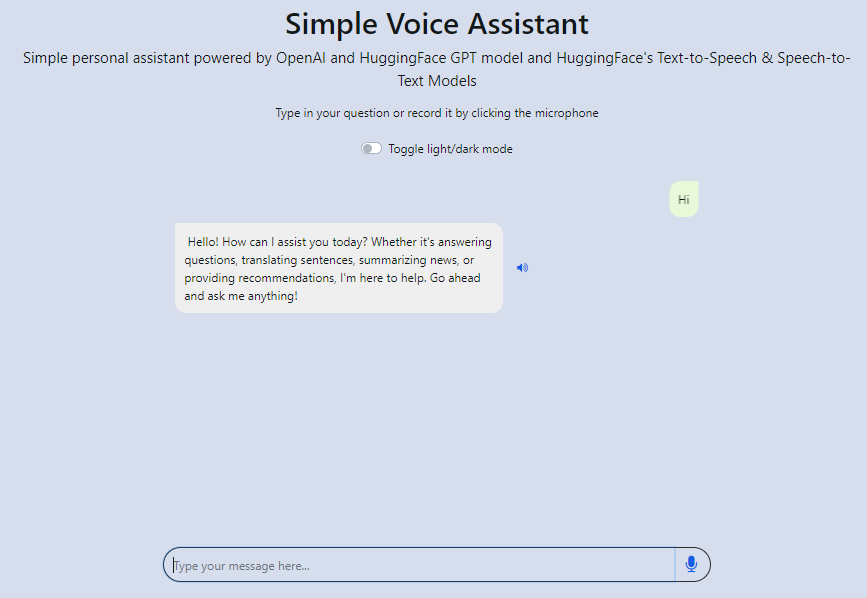 Simple Voice Assistant
Simple personal assistant powered by OpenAI and HuggingFace GPT model and HuggingFace's Text-to-Speech & Speech-to-
Text Models
Type in your question or record it by clicking the microphone
Toggle light/dark mode
Hi
Hello! How can I assist you today? Whether it's answering
questions, translating sentences, summarizing news, or
providing recommendations, I'm here to help. Go ahead
and ask me anything!
Type your message here...